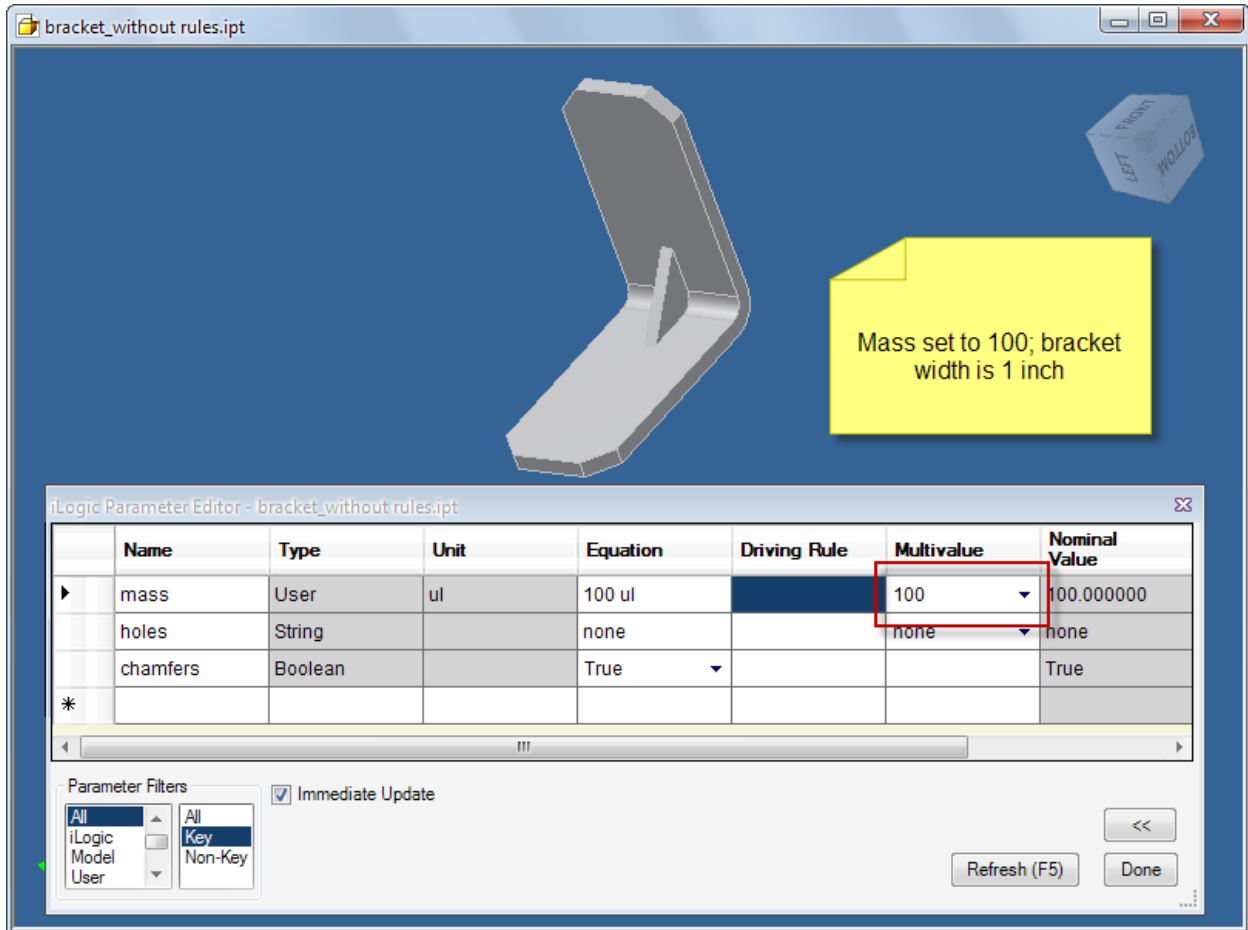 bracket_without rules.ipt
FRONT
LEFT
BOTTOM
Mass set to 100; bracket
width is 1 inch
iLogic Parameter Editor - bracket_without rules.ipt
Name Type Unit Equation Driving Rule Multivalue Nominal Value
mass User ul 100 ul 100 100.000000
holes String none none none
chamfers Boolean True True
Parameter Filters
Immediate Update
All All
iLogic Key
Model Non-Key
User
<<
Refresh (F5) Done